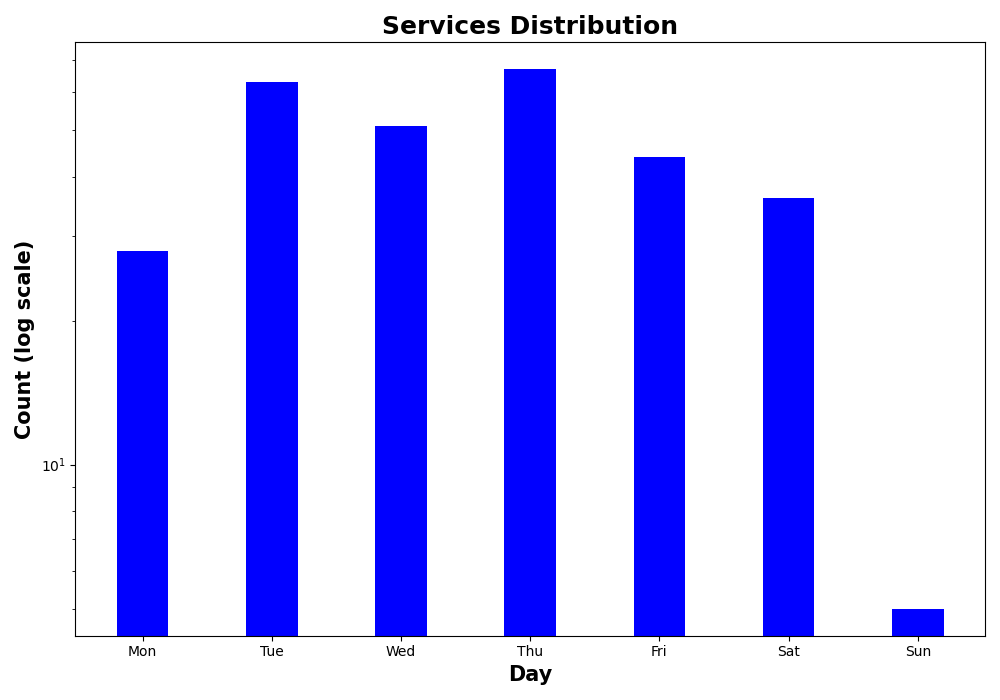 Services Distribution
Count (log scale)
10¹
Mon Tue Wed Thu Fri Sat Sun
Day